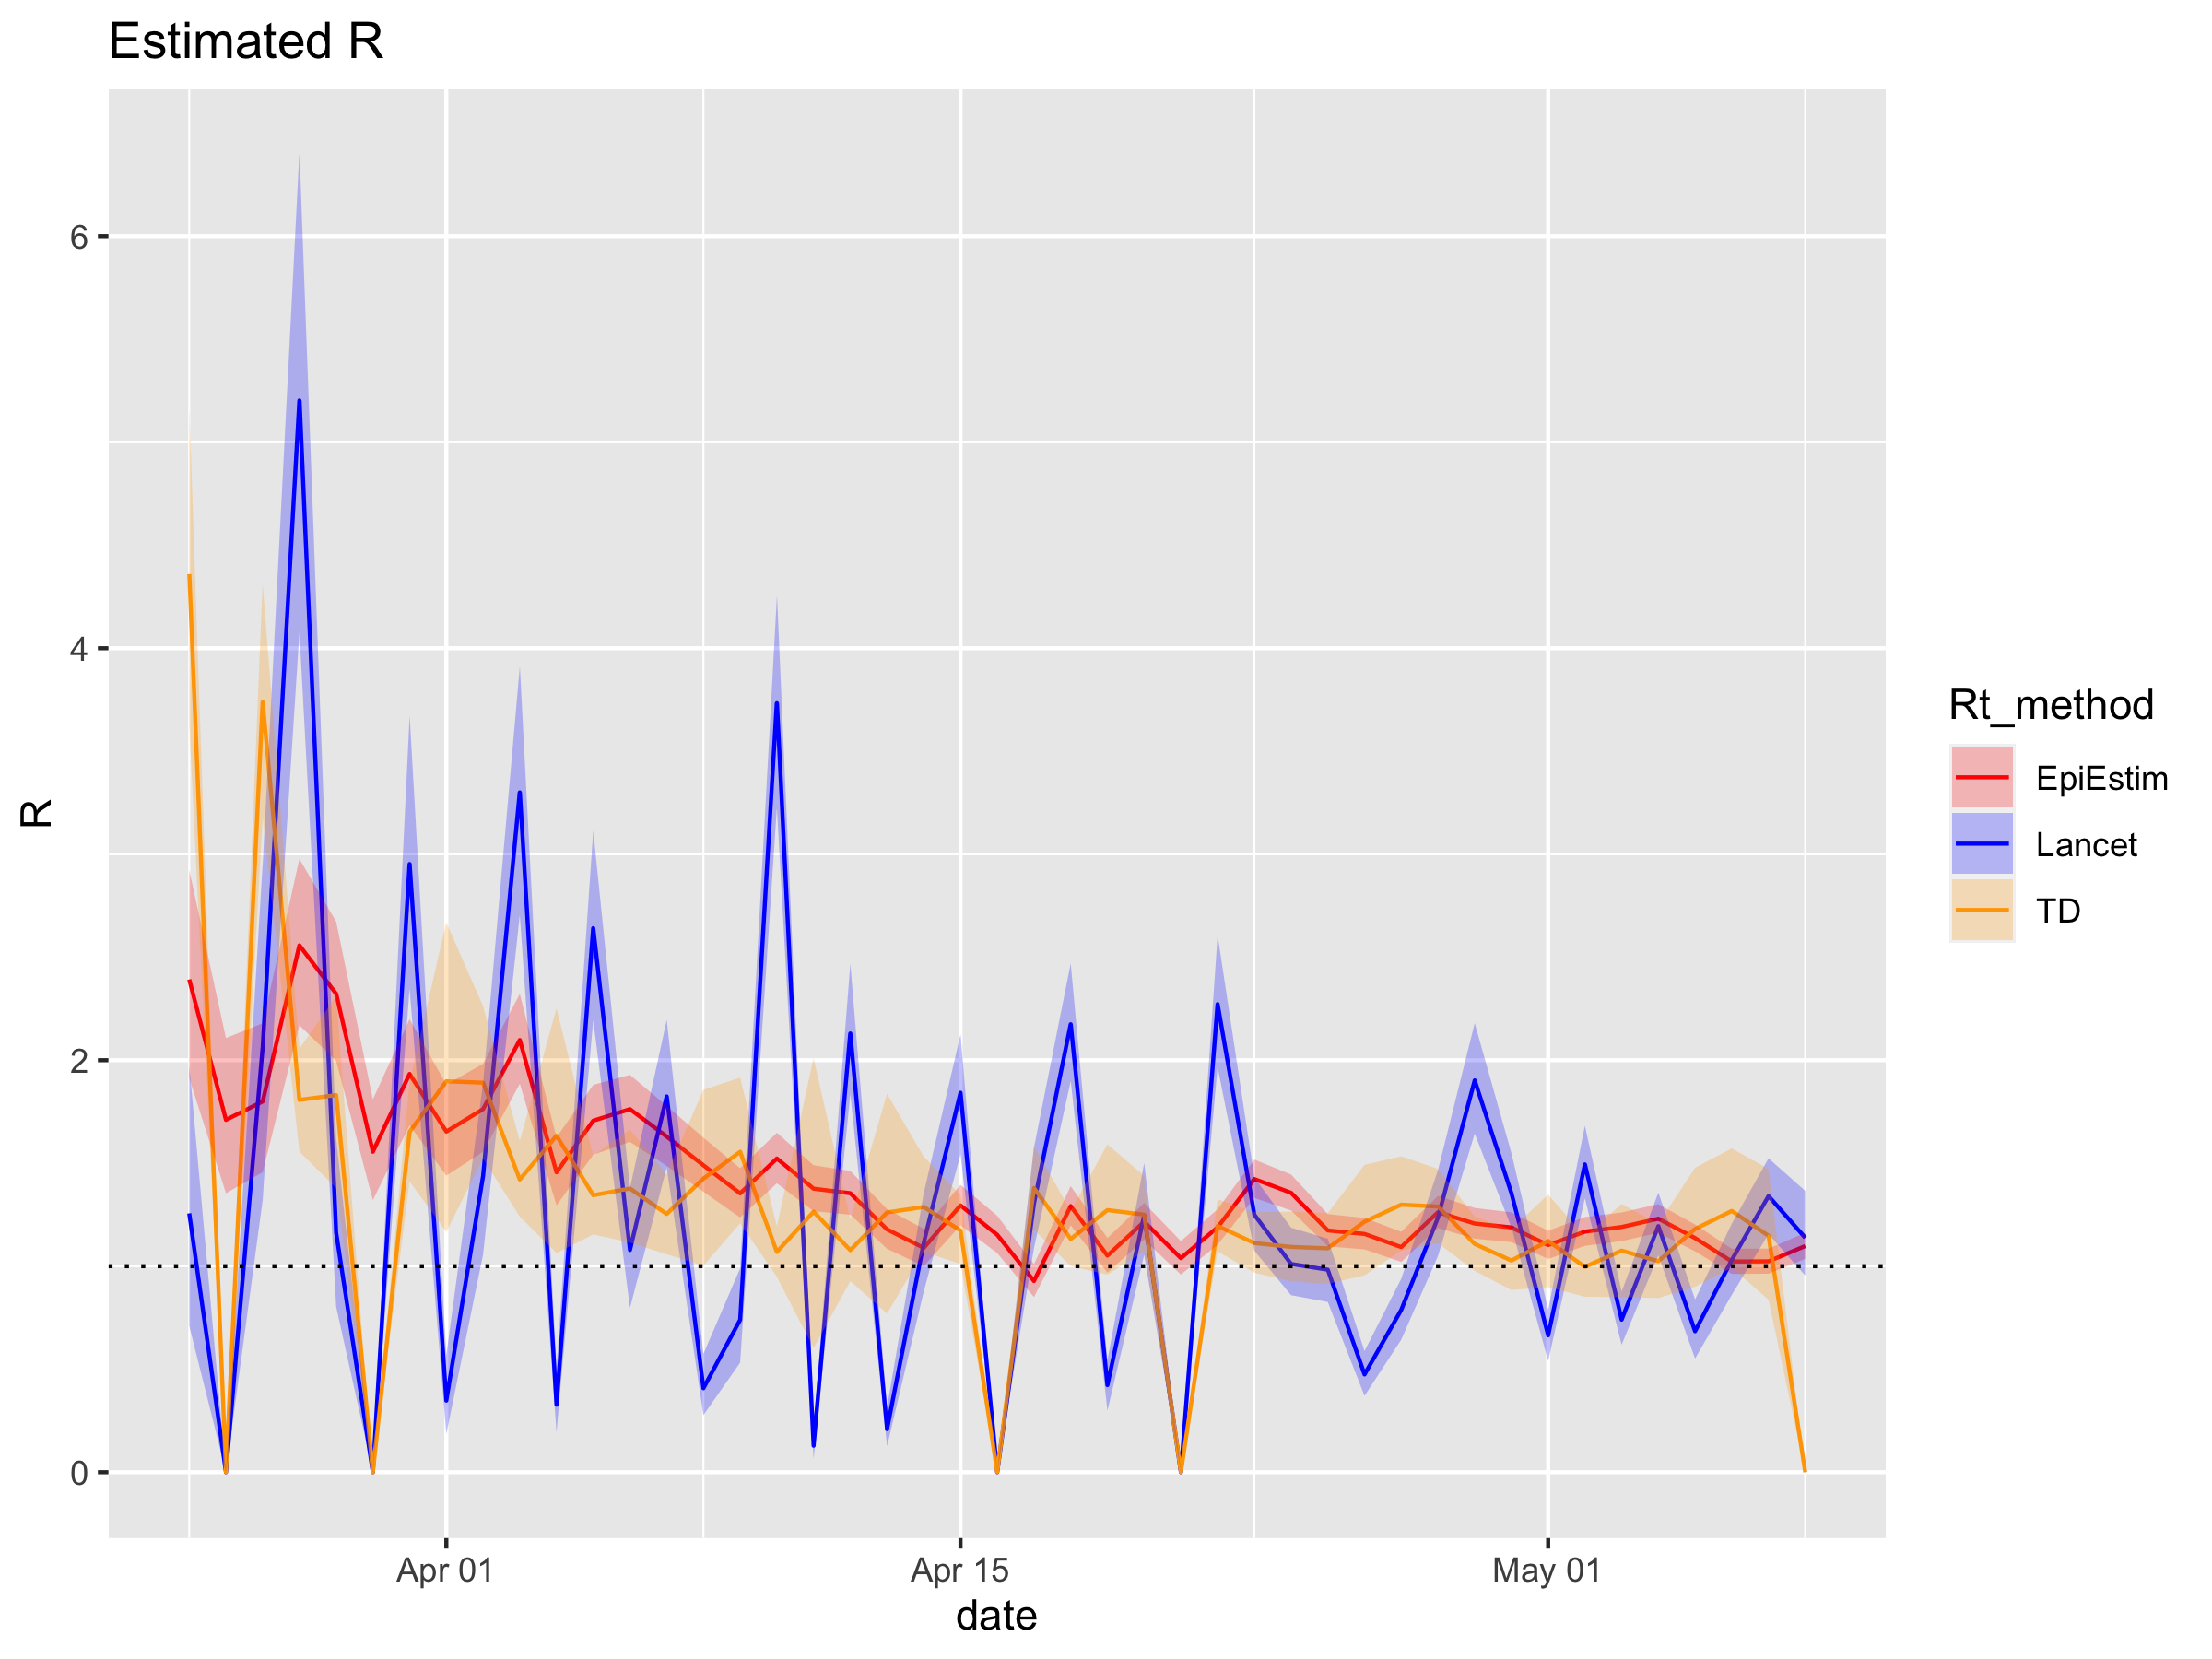 Estimated R
6
4
2
0
R
Apr 01
Apr 15
May 01
date
Rt_method
EpiEstim
Lancet
TD